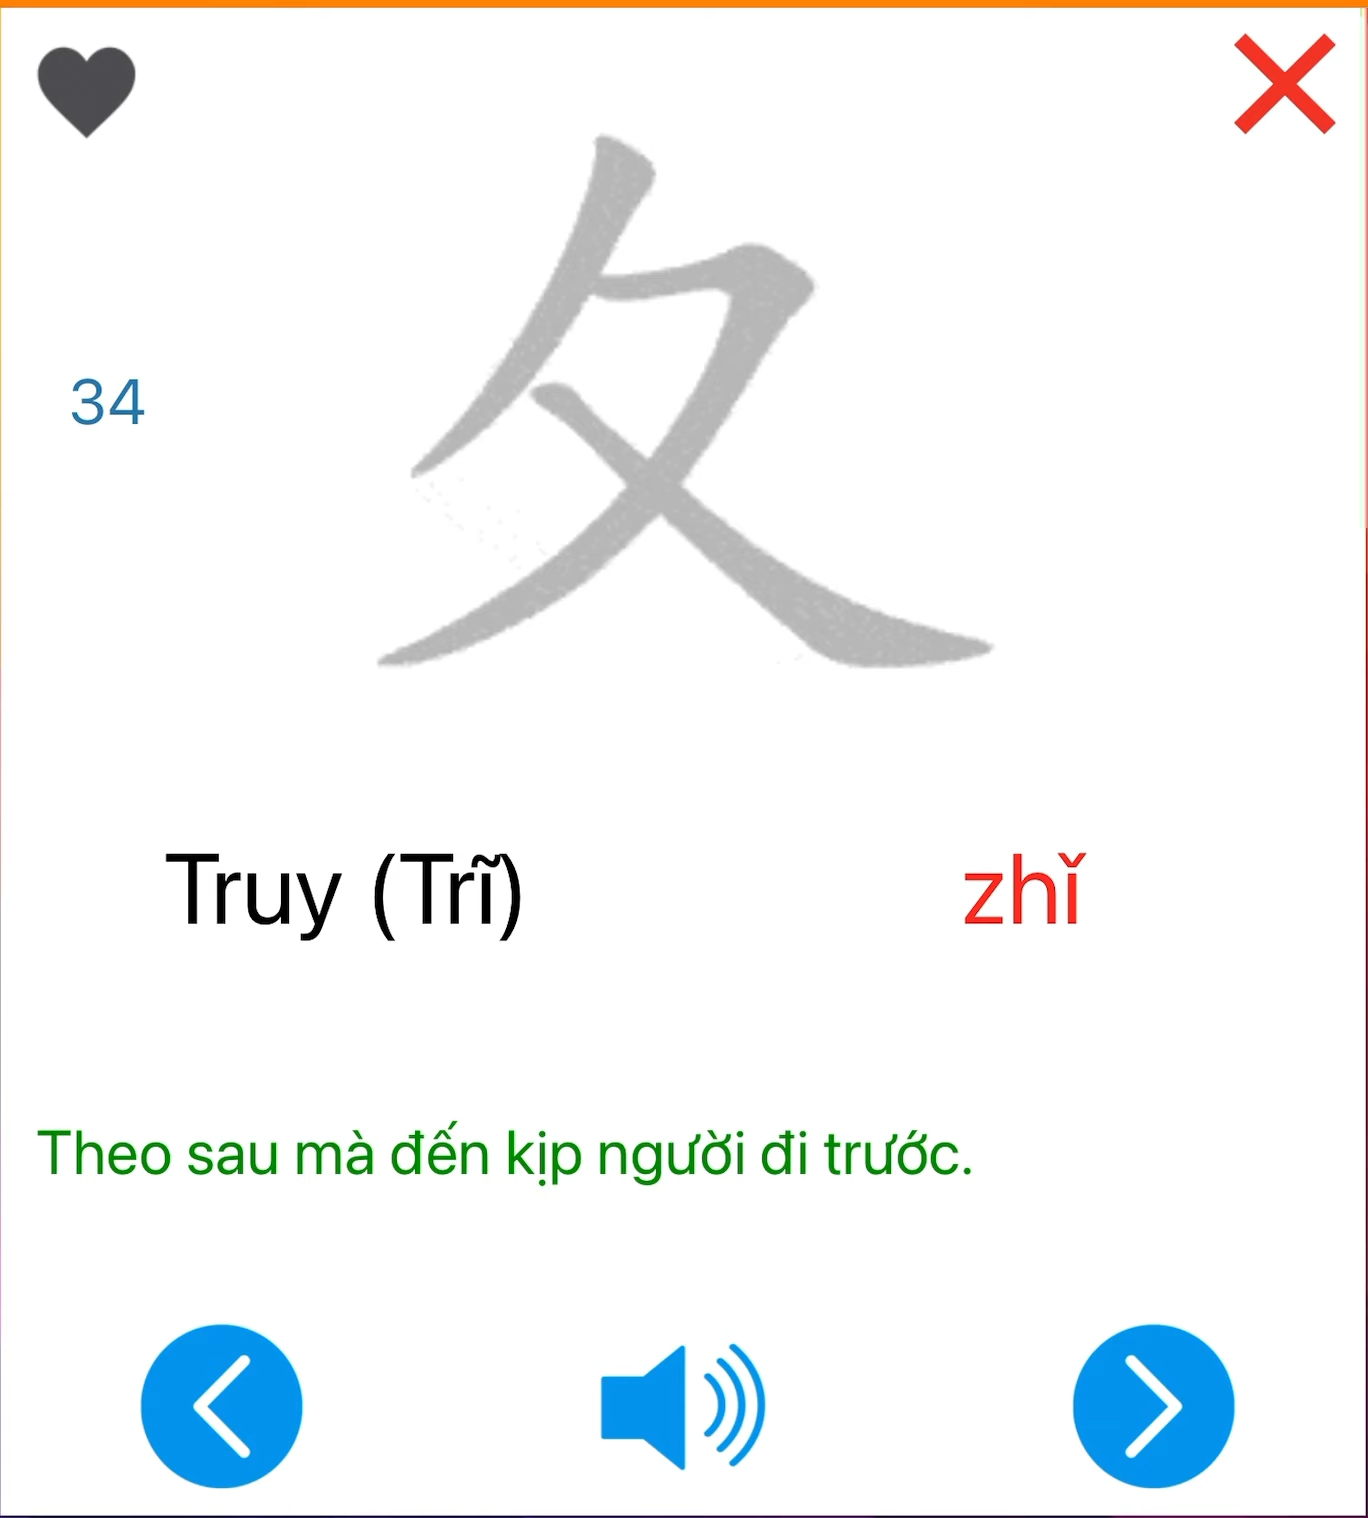 夂
34
Truy (Trĩ) zhǐ
Theo sau mà đến kịp người đi trước.